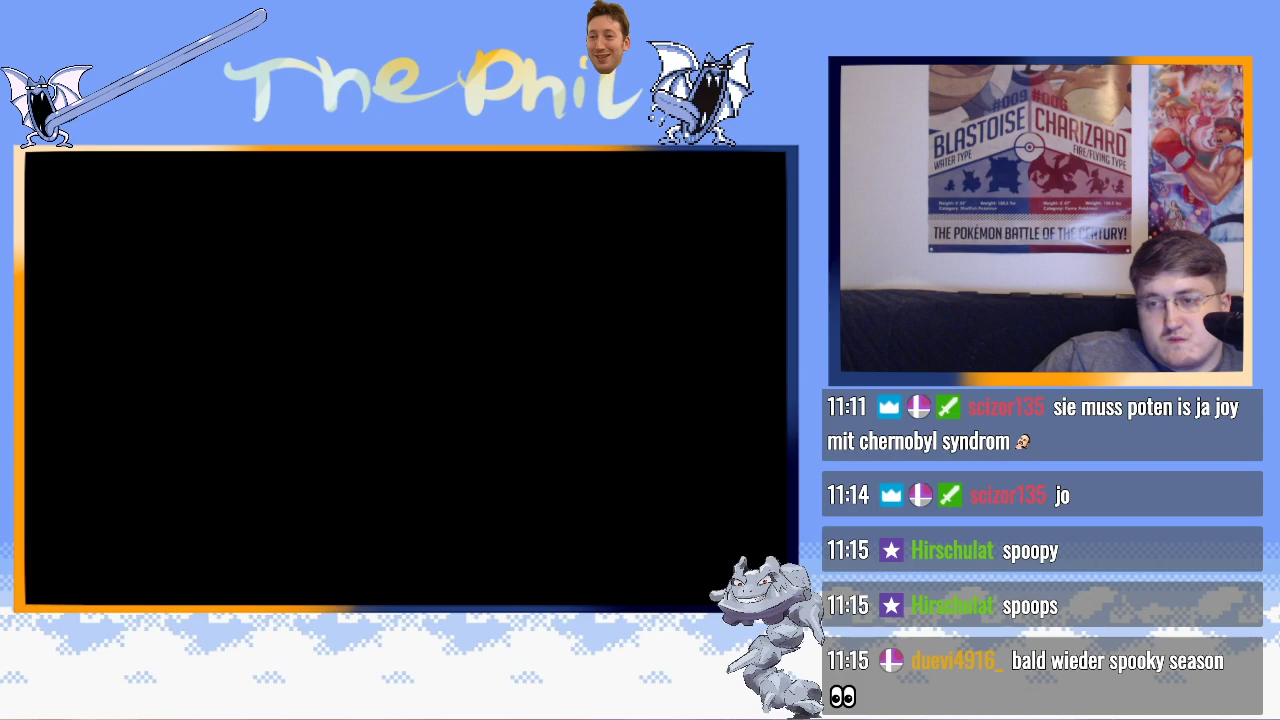 The Phil
#009 #006
BLASTOISE CHARIZARD
WATER TYPE FIRE/FLYING TYPE
THE POKÉMON BATTLE OF THE CENTURY!
11:11 scizor135 sie muss poten is ja joy
mit chernobyl syndrom
11:14 scizor135 jo
11:15 Hirschulat spoopy
11:15 Hirschulat spoops
11:15 duevi4916_ bald wieder spooky season